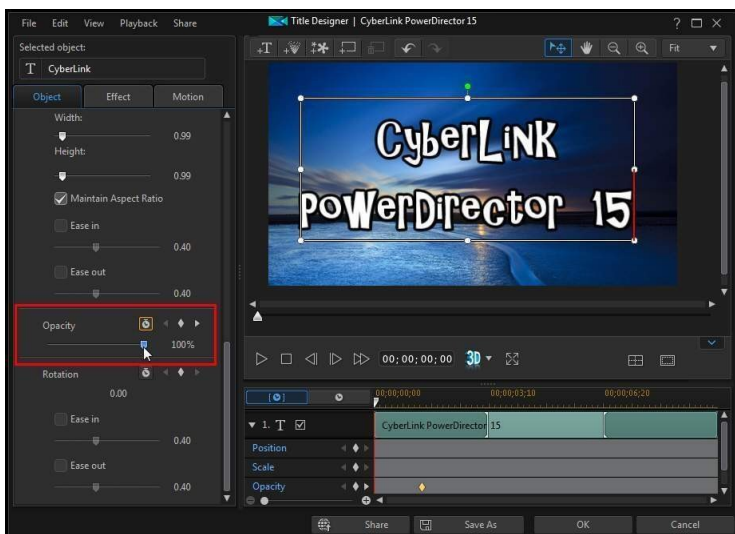 File Edit View Playback Share
Title Designer | CyberLink PowerDirector 15
? 
Selected object:
T CyberLink
Fit
Object Effect Motion
Width:
0.99
Height:
0.99
Maintain Aspect Ratio
Ease in
0.40
Ease out
0.40
Opacity
100%
Rotation
0.00
Ease in
0.40
Ease out
0.40
CyberLink
PowerDirector 15
00;00;00;00 3D
00;00;00;00 00;00;03;10 00;00;06;20
1. T CyberLink PowerDirector 15
Position
Scale
Opacity
Share Save As OK Cancel